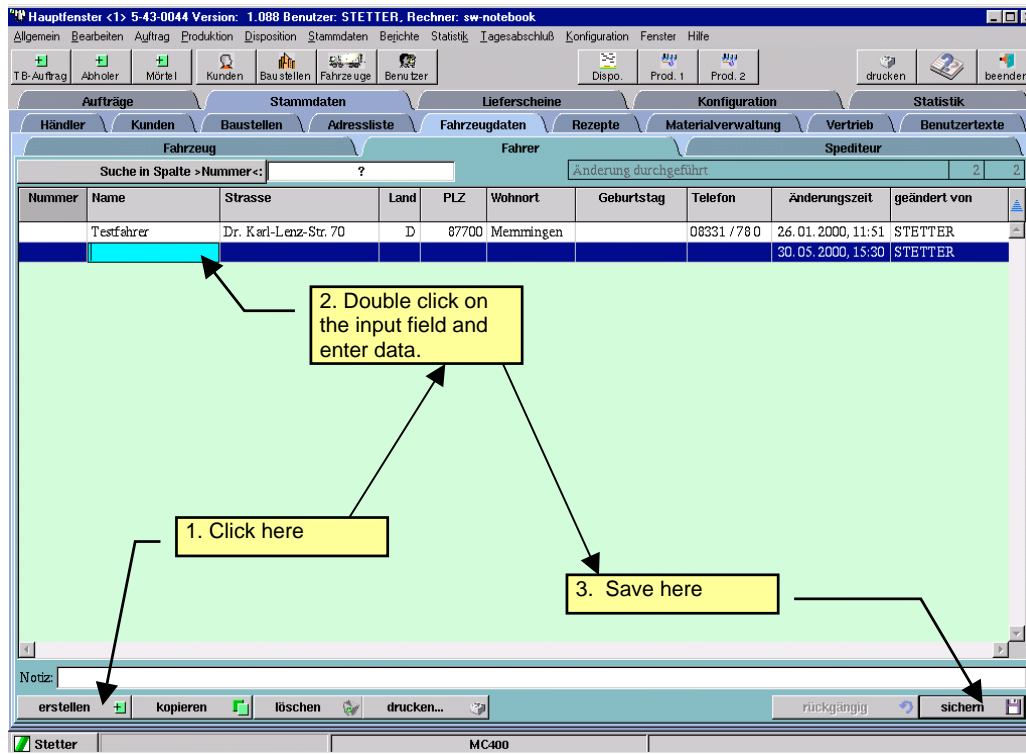 Hauptfenster <1> 5-43-0044 Version: 1.088 Benutzer: STETTER, Rechner: sw-notebook
Allgemein Bearbeiten Auftrag Produktion Disposition Stammdaten Berichte Statistik Tagesabschluß Konfiguration Fenster Hilfe
TB-Auftrag Abholer Mörtel Kunden Baustellen Fahrzeuge Benutzer Dispo. Prod. 1 Prod. 2 drucken beenden
Aufträge Stammdaten Lieferscheine Konfiguration Statistik
Händler Kunden Baustellen Adressliste Fahrzeugdaten Rezepte Materialverwaltung Vertrieb Benutzertexte
Fahrzeug Fahrer Spediteur
Suche in Spalte >Nummer<: ? Änderung durchgeführt 2 2
Nummer Name Strasse Land PLZ Wohnort Geburtstag Telefon Änderungszeit geändert von
Testfahrer Dr. Karl-Lenz-Str. 70 D 87700 Memmingen 08331 / 78 0 26.01.2000, 11:51 STETTER
30.05.2000, 15:30 STETTER
2. Double click on
the input field and
enter data.
1. Click here
3. Save here
Notiz:
erstellen kopieren löschen drucken... rückgängig sichern
Stetter MC400